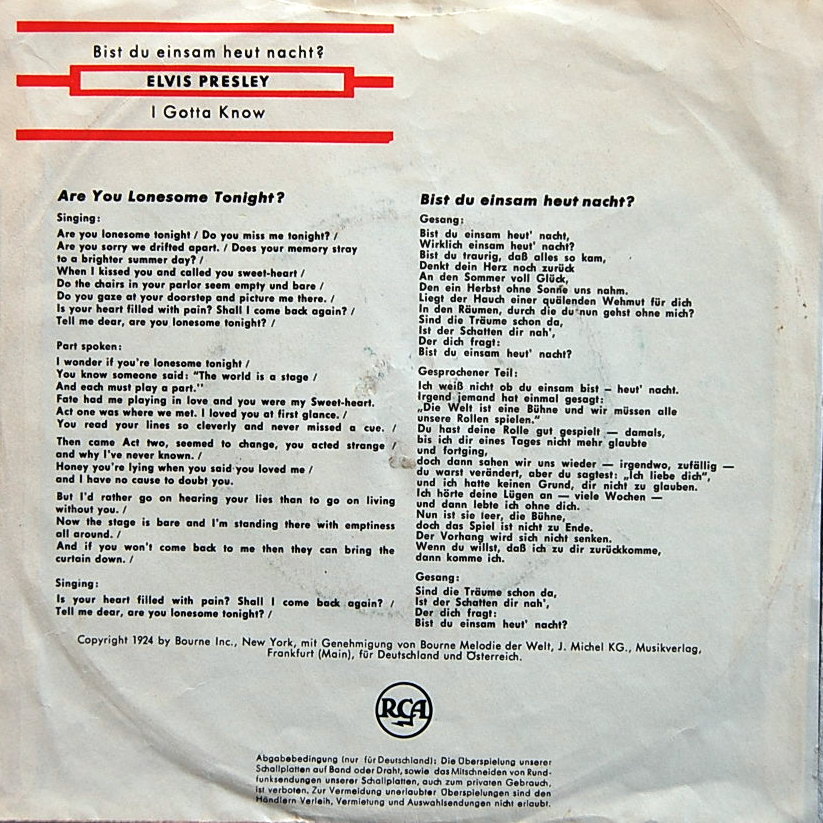 Bist du einsam heut nacht?
ELVIS PRESLEY
I Gotta Know
Are You Lonesome Tonight?
Singing:
Are you lonesome tonight / Do you miss me tonight? /
Are you sorry we drifted apart. / Does your memory stray
to a brighter summer day? /
When I kissed you and called you sweet-heart /
Do the chairs in your parlor seem empty und bare /
Do you gaze at your doorstep and picture me there. /
Is your heart filled with pain? Shall I come back again? /
Tell me dear, are you lonesome tonight? /
Part spoken:
I wonder if you're lonesome tonight /
You know someone said: "The world is a stage /
And each must play a part."
Fate had me playing in love and you were my Sweet-heart.
Act one was where we met. I loved you at first glance. /
You read your lines so cleverly and never missed a cue. /
Then came Act two, seemed to change, you acted strange /
and why I've never known. /
Honey you're lying when you said you loved me /
and I have no cause to doubt you.
But I'd rather go on hearing your lies than to go on living
without you. /
Now the stage is bare and I'm standing there with emptiness
all around. /
And if you won't come back to me then they can bring the
curtain down. /
Singing:
Is your heart filled with pain? Shall I come back again? /
Tell me dear, are you lonesome tonight? /
Bist du einsam heut nacht?
Gesang:
Bist du einsam heut' nacht,
Wirklich einsam heut' nacht?
Bist du traurig, daß alles so kam,
Denkt dein Herz noch zurück
An den Sommer voll Glück,
Den ein Herbst ohne Sonne uns nahm.
Liegt der Hauch einer quälenden Wehmut für dich
In den Räumen, durch die du nun gehst ohne mich?
Sind die Träume schon da,
Ist der Schatten dir nah',
Der dich fragt:
Bist du einsam heut' nacht?
Gesprochener Teil:
Ich weiß nicht ob du einsam bist – heut' nacht.
Irgend jemand hat einmal gesagt:
„Die Welt ist eine Bühne und wir müssen alle
unsere Rollen spielen."
Du hast deine Rolle gut gespielt — damals,
bis ich dir eines Tages nicht mehr glaubte
und fortging,
doch dann sahen wir uns wieder — irgendwo, zufällig —
du warst verändert, aber du sagtest: „Ich liebe dich",
und ich hatte keinen Grund, dir nicht zu glauben.
Ich hörte deine Lügen an — viele Wochen —
und dann lebte ich ohne dich.
Nun ist sie leer, die Bühne,
doch das Spiel ist nicht zu Ende.
Der Vorhang wird sich nicht senken.
Wenn du willst, daß ich zu dir zurückkomme,
dann komme ich.
Gesang:
Sind die Träume schon da,
Ist der Schatten dir nah',
Der dich fragt:
Bist du einsam heut' nacht?
Copyright 1924 by Bourne Inc., New York, mit Genehmigung von Bourne Melodie der Welt, J. Michel KG., Musikverlag,
Frankfurt (Main), für Deutschland und Österreich.
RCA
Abgabebedingung (nur für Deutschland): Die Überspielung unserer
Schallplatten auf Band oder Draht, sowie das Mitschneiden von Rund-
funksendungen unserer Schallplatten, auch zum privaten Gebrauch,
ist verboten. Zur Vermeidung unerlaubter Überspielungen sind den
Händlern Verleih, Vermietung und Auswahlsendungen nicht erlaubt.